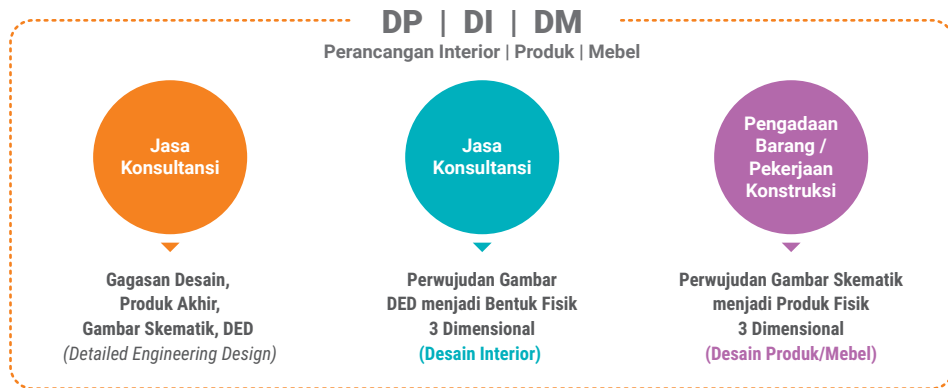 DP | DI | DM
Perancangan Interior | Produk | Mebel
Jasa
Konsultansi
Gagasan Desain,
Produk Akhir,
Gambar Skematik, DED
(Detailed Engineering Design)
Jasa
Konsultansi
Perwujudan Gambar
DED menjadi Bentuk Fisik
3 Dimensional
(Desain Interior)
Pengadaan
Barang /
Pekerjaan
Konstruksi
Perwujudan Gambar Skematik
menjadi Produk Fisik
3 Dimensional
(Desain Produk/Mebel)